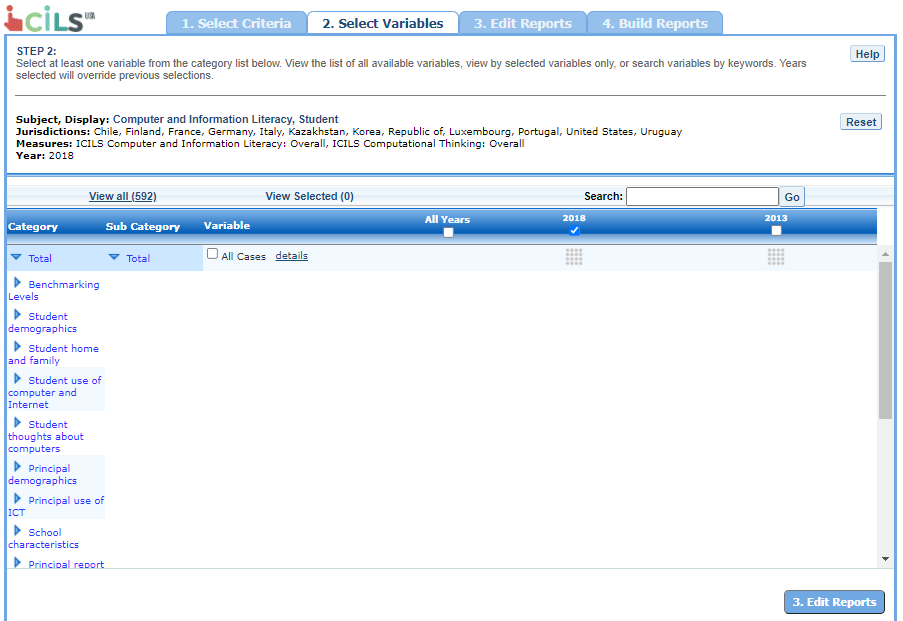 iCILS USA
1. Select Criteria
2. Select Variables
3. Edit Reports
4. Build Reports
STEP 2:
Select at least one variable from the category list below. View the list of all available variables, view by selected variables only, or search variables by keywords. Years
selected will override previous selections.
Help
Subject, Display: Computer and Information Literacy, Student
Jurisdictions: Chile, Finland, France, Germany, Italy, Kazakhstan, Korea, Republic of, Luxembourg, Portugal, United States, Uruguay
Measures: ICILS Computer and Information Literacy: Overall, ICILS Computational Thinking: Overall
Year: 2018
Reset
View all (592) View Selected (0) Search: Go
Category Sub Category Variable All Years 2018 2013
Total Total All Cases details
Benchmarking
Levels
Student
demographics
Student home
and family
Student use of
computer and
Internet
Student
thoughts about
computers
Principal
demographics
Principal use of
ICT
School
characteristics
Principal report
3. Edit Reports